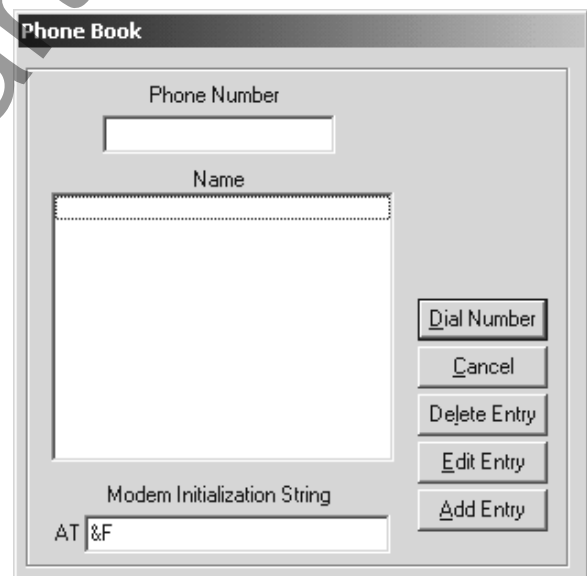 Phone Book
Phone Number
Name
Dial Number
Cancel
Delete Entry
Edit Entry
Add Entry
Modem Initialization String
AT &F